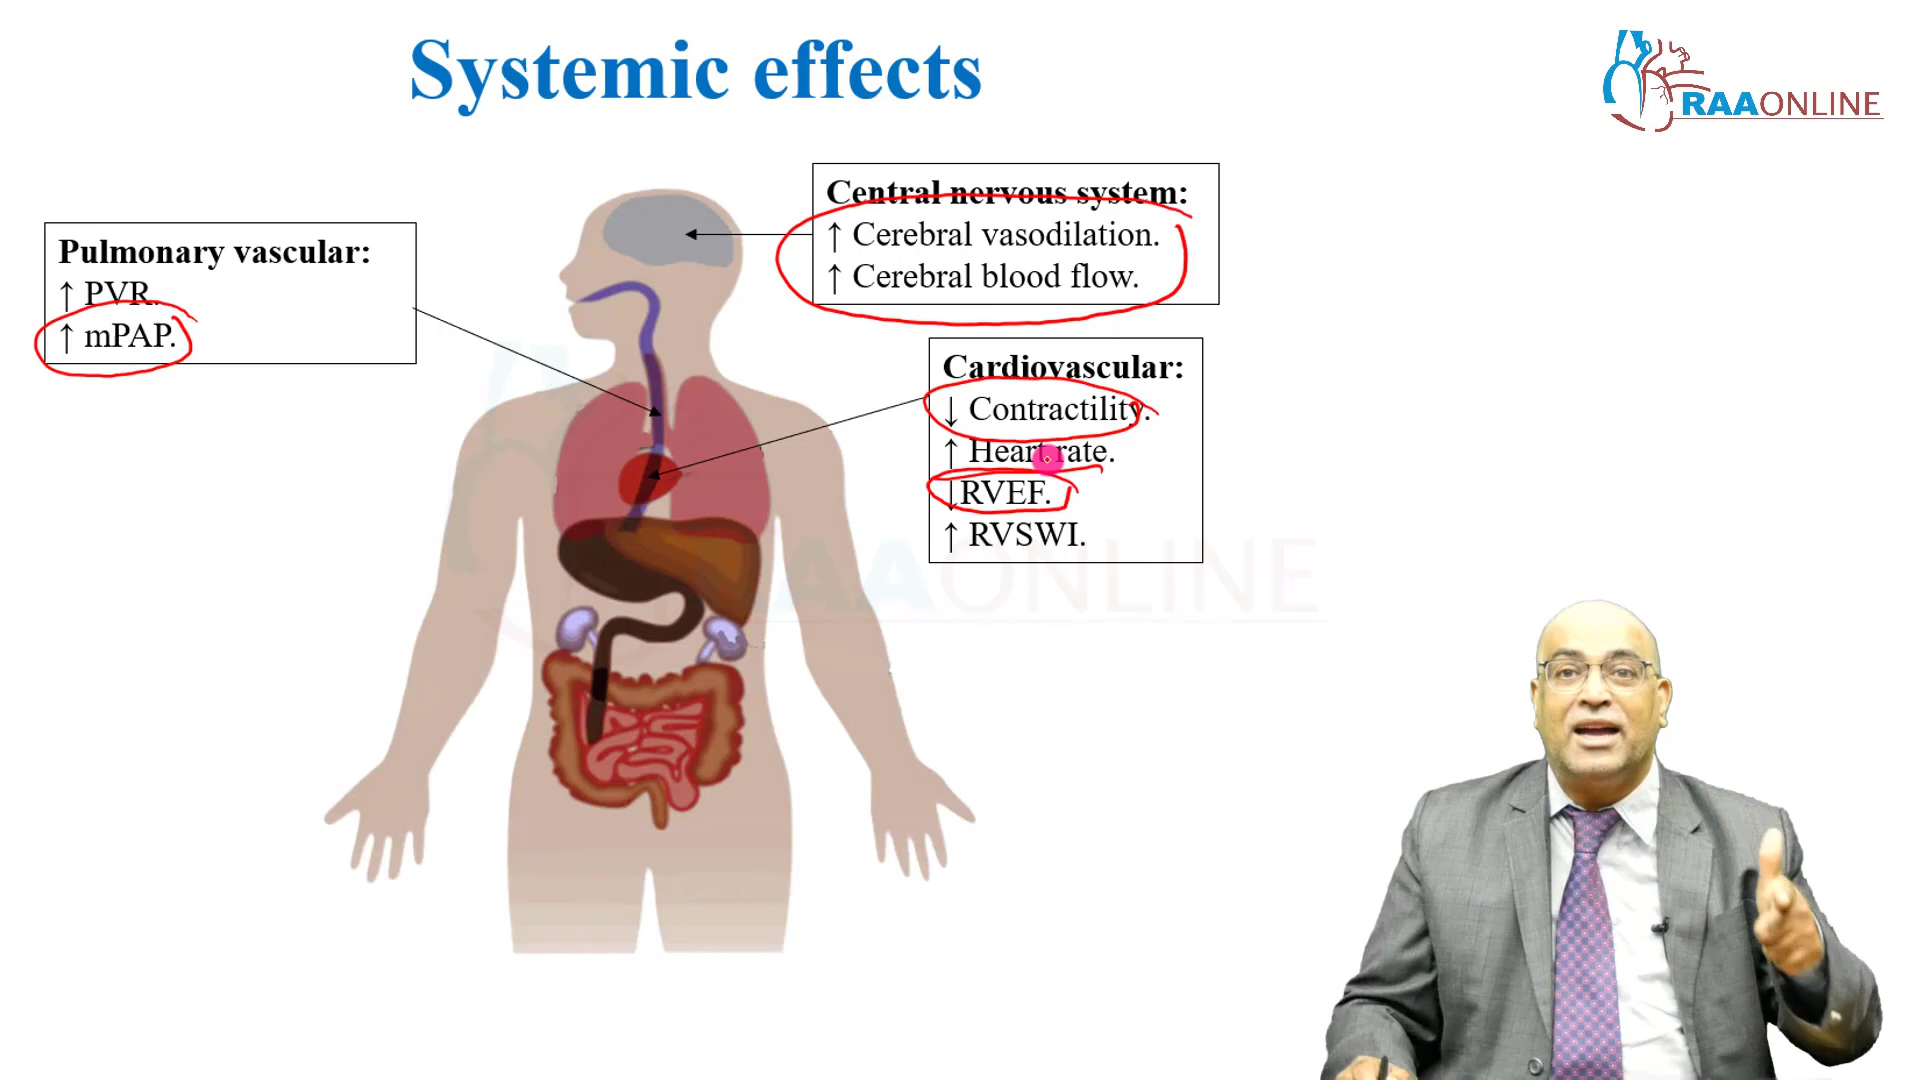 Systemic effects
RAAONLINE
Central nervous system:
↑ Cerebral vasodilation.
↑ Cerebral blood flow.
Pulmonary vascular:
↑ PVR.
↑ mPAP.
Cardiovascular:
↓ Contractility.
↑ Heart rate.
↓RVEF.
↑ RVSWI.
AAONLINE